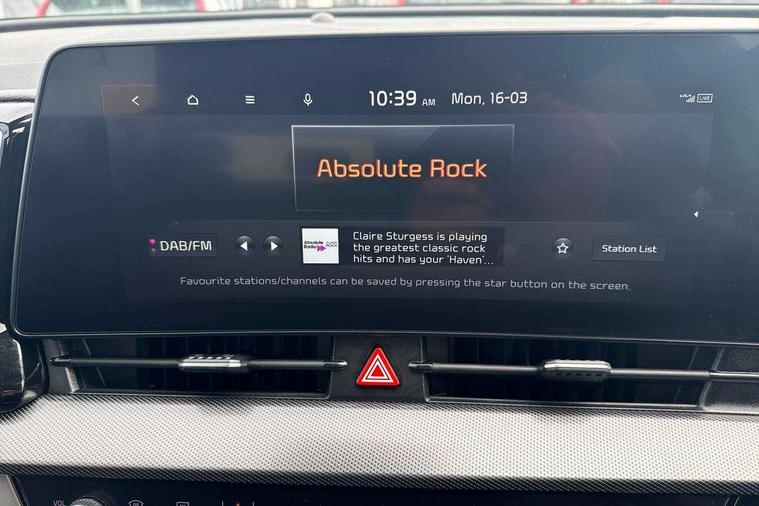 10:39 AM Mon, 16-03
LIVE
Absolute Rock
DAB/FM
Absolute
Radio
CLASSIC
ROCK
Claire Sturgess is playing
the greatest classic rock
hits and has your 'Haven'...
Station List
Favourite stations/channels can be saved by pressing the star button on the screen.
VOL